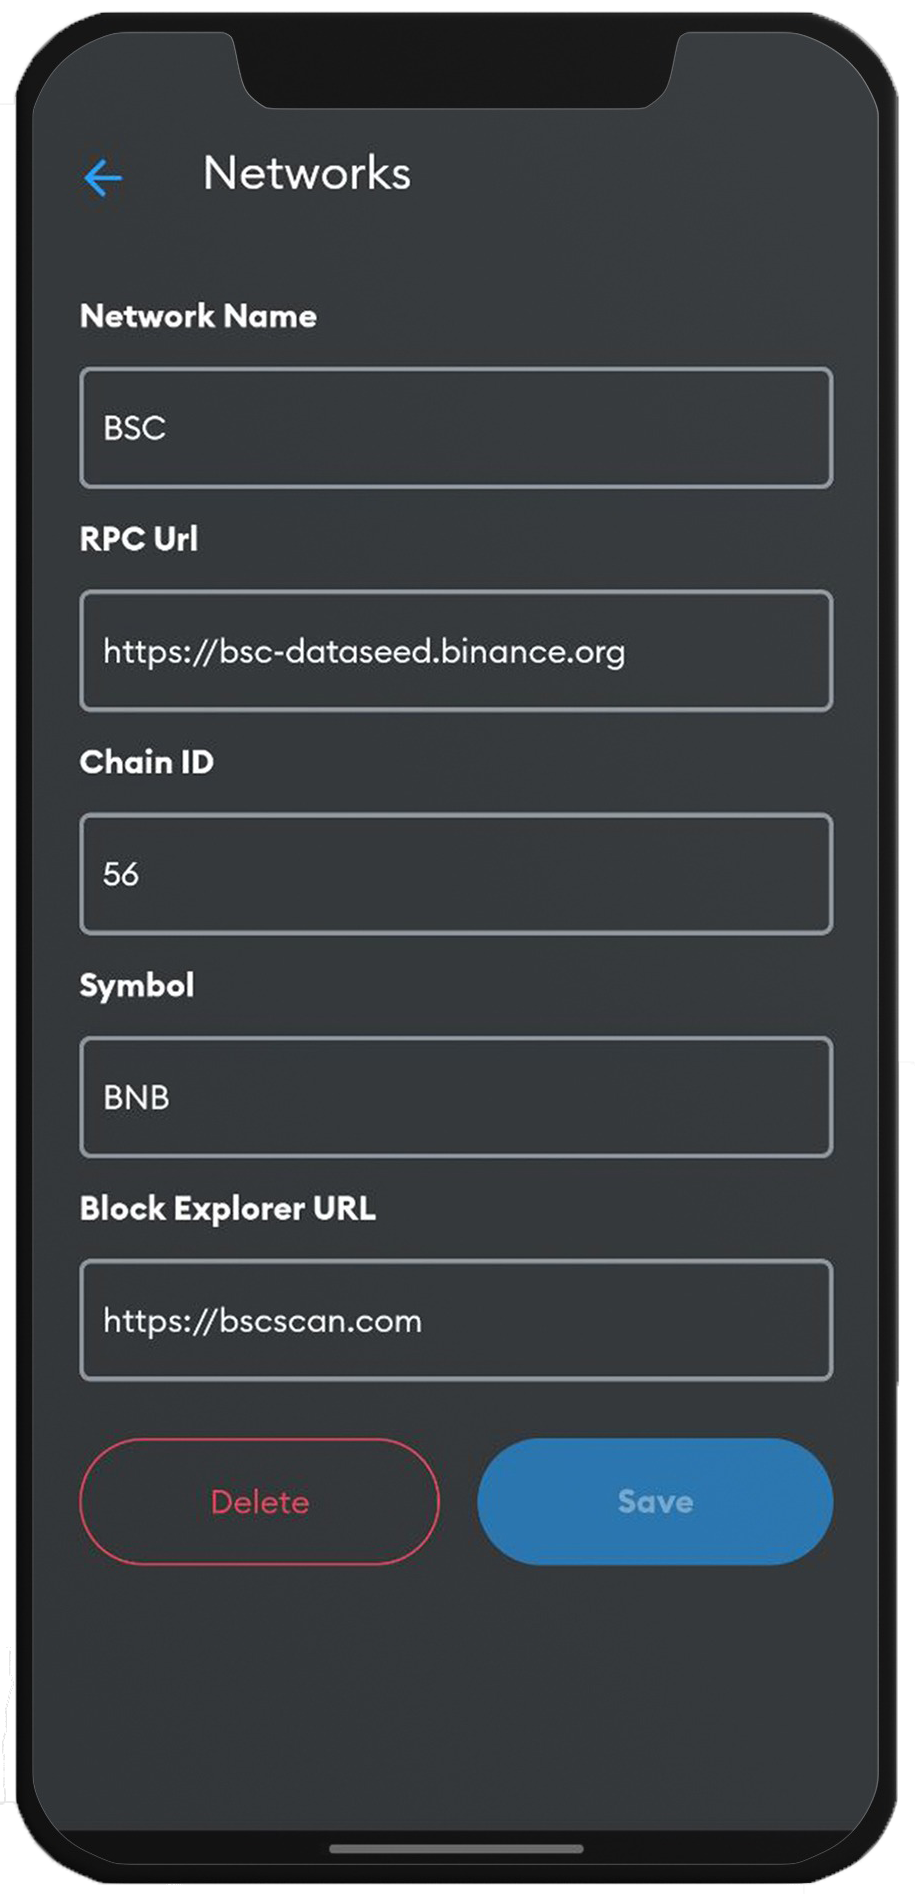 Networks
Network Name
BSC
RPC Url
https://bsc-dataseed.binance.org
Chain ID
56
Symbol
BNB
Block Explorer URL
https://bscscan.com
Delete
Save